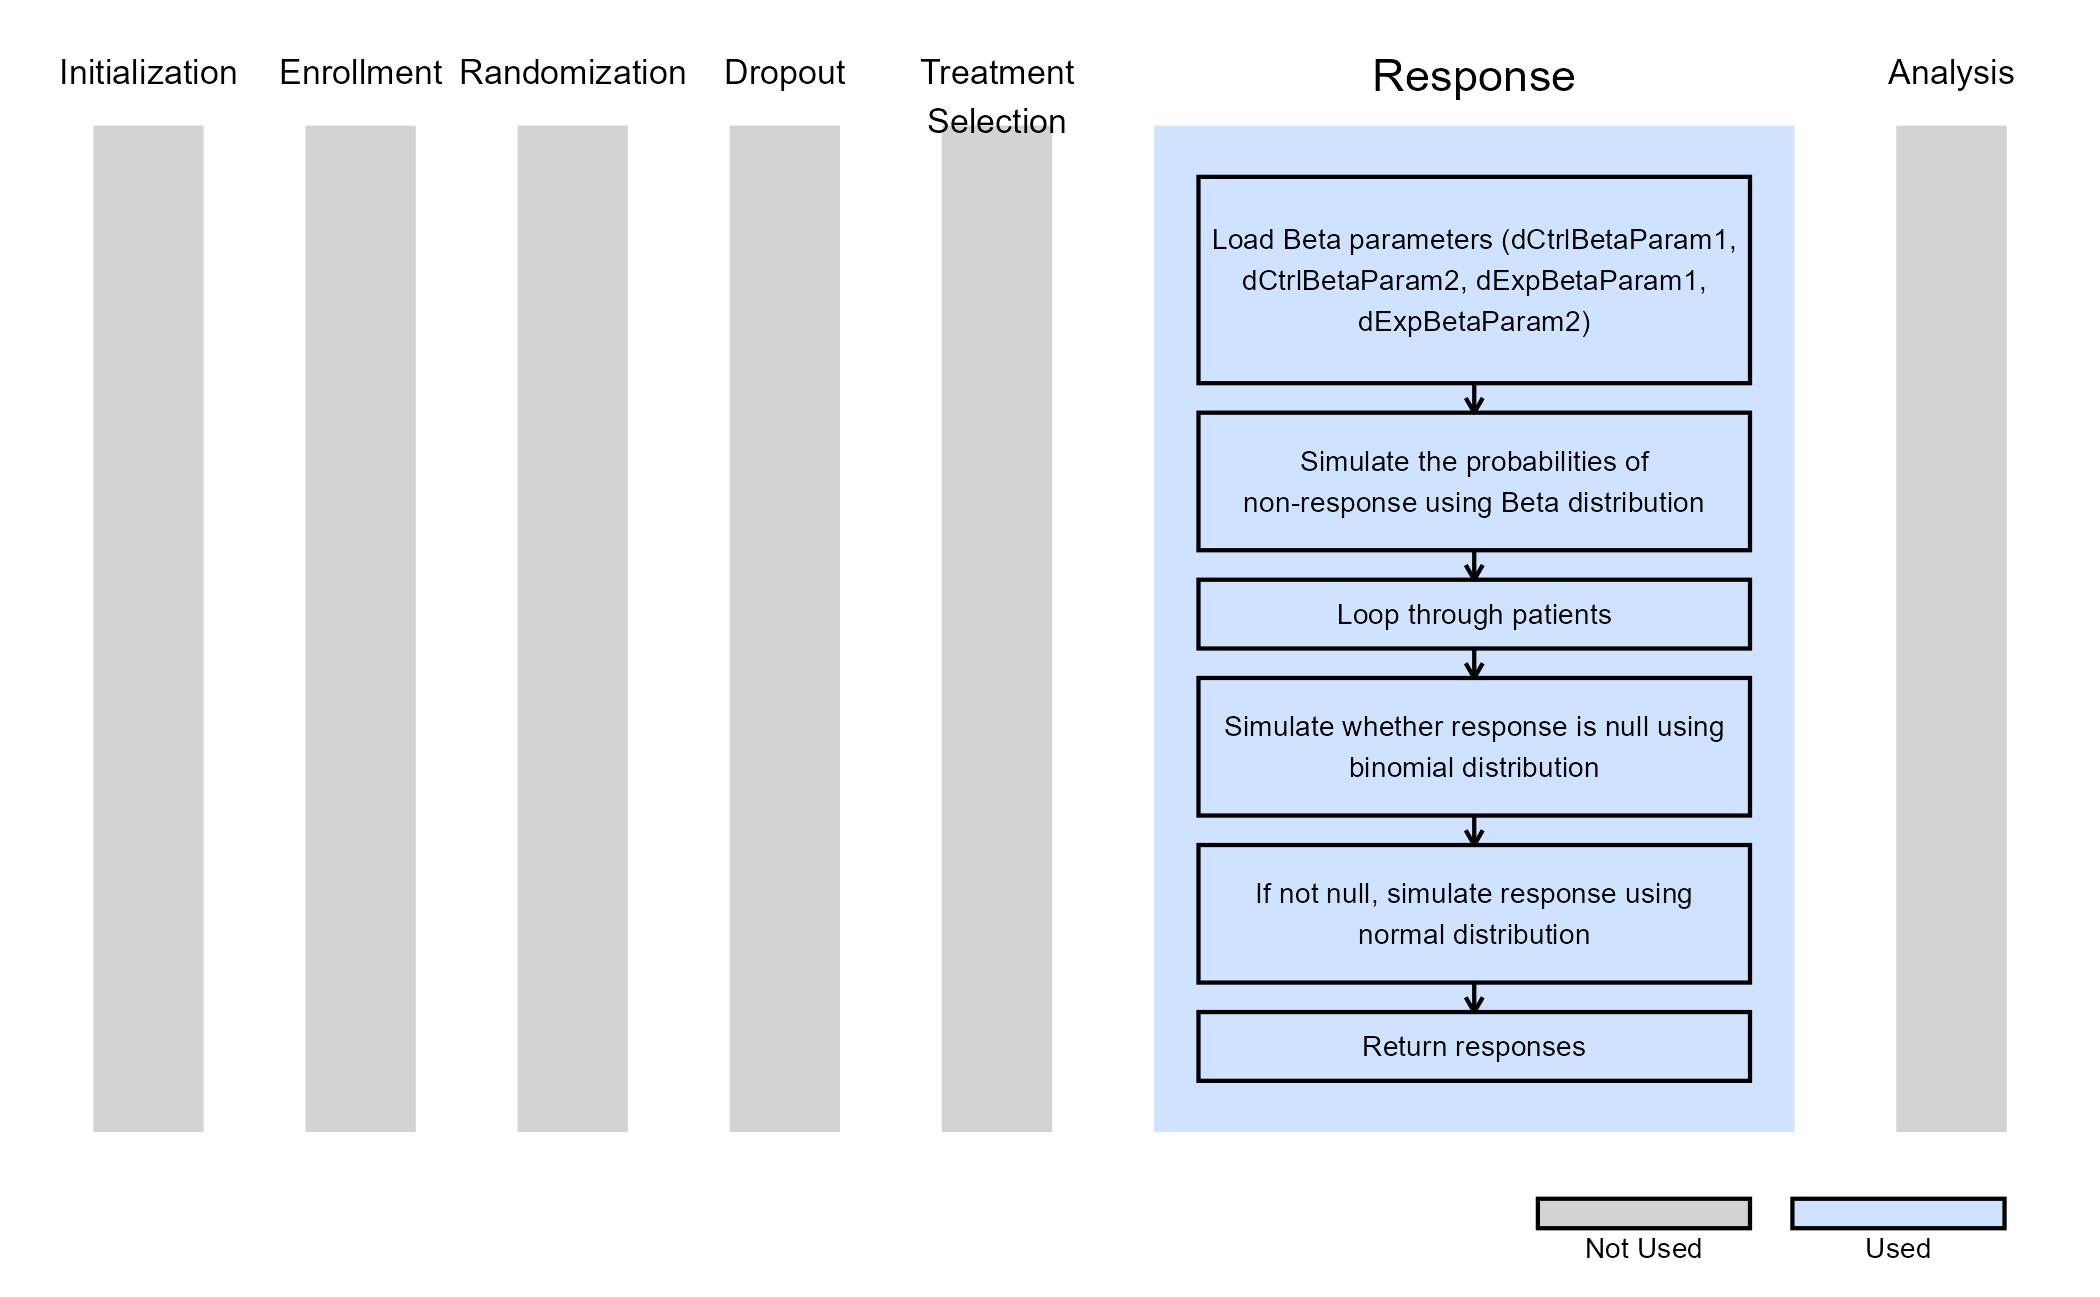 Initialization
Enrollment
Randomization
Dropout
Treatment
Selection
Response
Analysis
Load Beta parameters (dCtrlBetaParam1,
dCtrlBetaParam2, dExpBetaParam1,
dExpBetaParam2)
Simulate the probabilities of
non-response using Beta distribution
Loop through patients
Simulate whether response is null using
binomial distribution
If not null, simulate response using
normal distribution
Return responses
Not Used
Used